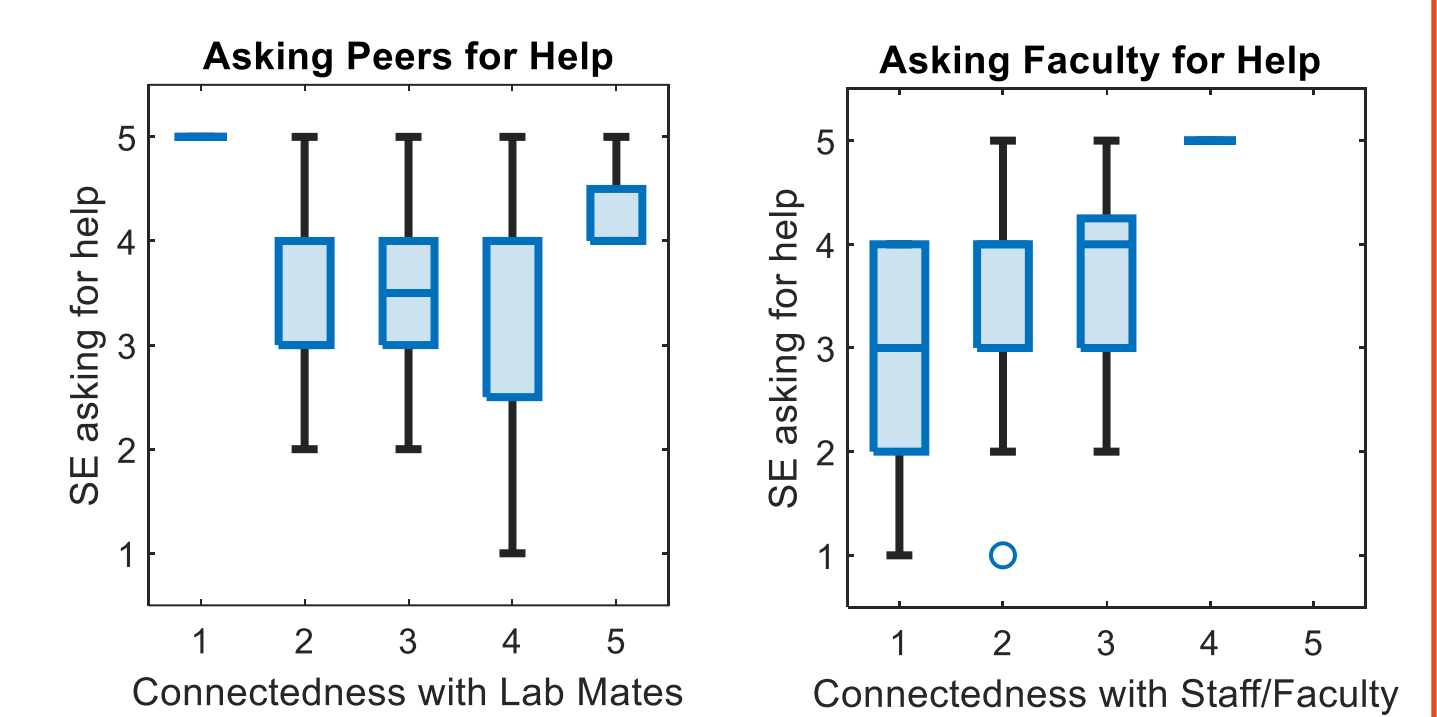 Asking Peers for Help
SE asking for help
5
4
3
2
1
1 2 3 4 5
Connectedness with Lab Mates
Asking Faculty for Help
SE asking for help
5
4
3
2
1
1 2 3 4 5
Connectedness with Staff/Faculty